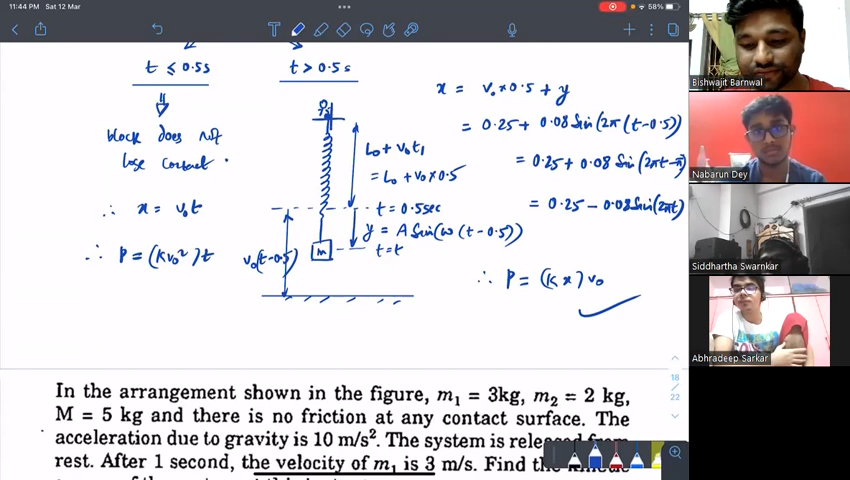 11:44 PM Sat 12 Mar
58%
t ≤ 0.5s
t > 0.5 s
block does not
lose contact.
∴ x = v₀t
∴ P = (Kv₀²)t
L₀ + v₀t₁
= L₀ + v₀×0.5
t = 0.5sec
y = A Sin(ω(t-0.5))
t=t
v₀(t-0.5)
m
x = v₀×0.5 + y
= 0.25 + 0.08 Sin(2π(t-0.5))
= 0.25 + 0.08 Sin(2πt-π)
= 0.25 - 0.08 Sin(2πt)
∴ P = (Kx)v₀
In the arrangement shown in the figure, m₁ = 3kg, m₂ = 2 kg,
M = 5 kg and there is no friction at any contact surface. The
acceleration due to gravity is 10 m/s². The system is released from
rest. After 1 second, the velocity of m₁ is 3 m/s. Find the kinetic
18
22
Bishwajit Barnwal
Nabarun Dey
Siddhartha Swarnkar
Abhradeep Sarkar